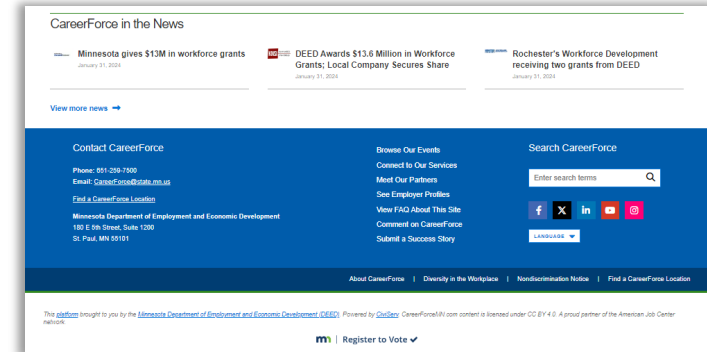 CareerForce in the News
Minnesota gives $13M in workforce grants
January 31, 2024
DEED Awards $13.6 Million in Workforce
Grants; Local Company Secures Share
January 31, 2024
Rochester's Workforce Development
receiving two grants from DEED
January 31, 2024
View more news →
Contact CareerForce
Phone: 651-259-7500
Email: CareerForce@state.mn.us
Find a CareerForce Location
Minnesota Department of Employment and Economic Development
180 E 5th Street, Suite 1200
St. Paul, MN 55101
Browse Our Events
Connect to Our Services
Meet Our Partners
See Employer Profiles
View FAQ About This Site
Comment on CareerForce
Submit a Success Story
Search CareerForce
Enter search terms
LANGUAGE
About CareerForce | Diversity in the Workplace | Nondiscrimination Notice | Find a CareerForce Location
This platform brought to you by the Minnesota Department of Employment and Economic Development (DEED). Powered by CiviServ. CareerForceMN.com content is licensed under CC BY 4.0. A proud partner of the American Job Center
network.
mn | Register to Vote ✔